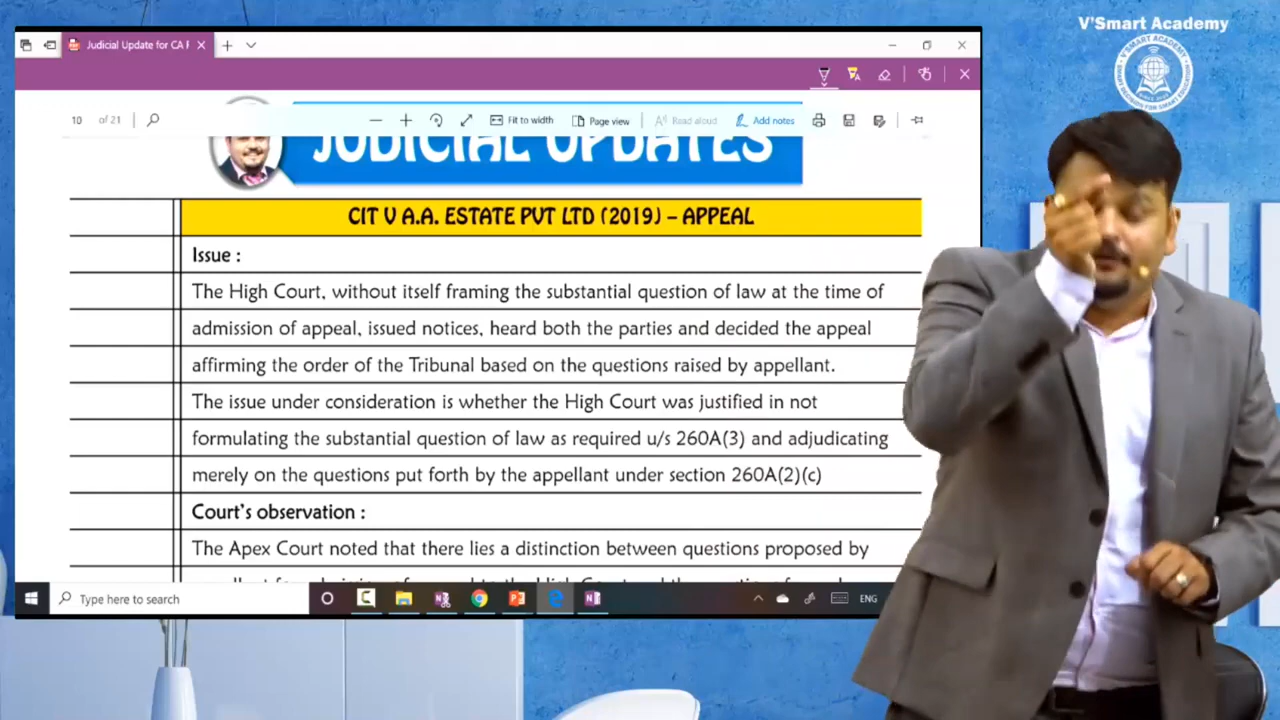 V'Smart Academy
Judicial Update for CA F
10 of 21
Fit to width
Page view
Read aloud
Add notes
JUDICIAL UPDATES
CIT V A.A. ESTATE PVT LTD (2019) – APPEAL
Issue :
The High Court, without itself framing the substantial question of law at the time of
admission of appeal, issued notices, heard both the parties and decided the appeal
affirming the order of the Tribunal based on the questions raised by appellant.
The issue under consideration is whether the High Court was justified in not
formulating the substantial question of law as required u/s 260A(3) and adjudicating
merely on the questions put forth by the appellant under section 260A(2)(c)
Court's observation :
The Apex Court noted that there lies a distinction between questions proposed by
Type here to search
ENG